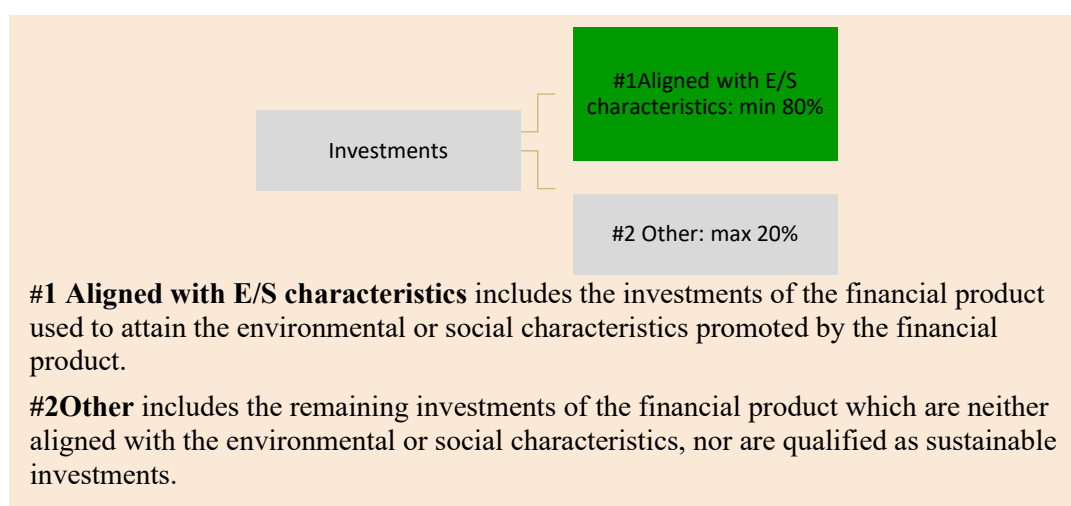 #1Aligned with E/S
characteristics: min 80%
Investments
#2 Other: max 20%
#1 Aligned with E/S characteristics includes the investments of the financial product
used to attain the environmental or social characteristics promoted by the financial
product.
#2Other includes the remaining investments of the financial product which are neither
aligned with the environmental or social characteristics, nor are qualified as sustainable
investments.